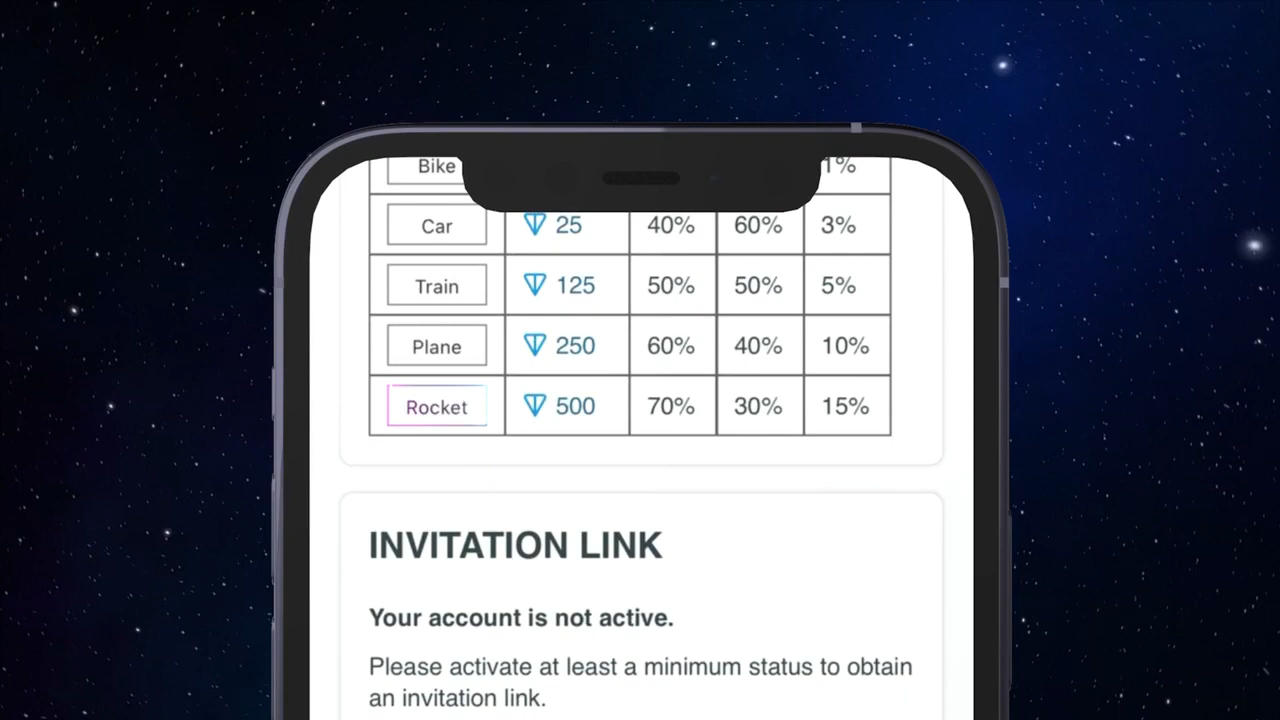 Bike 1%
Car 25 40% 60% 3%
Train 125 50% 50% 5%
Plane 250 60% 40% 10%
Rocket 500 70% 30% 15%
INVITATION LINK
Your account is not active.
Please activate at least a minimum status to obtain
an invitation link.